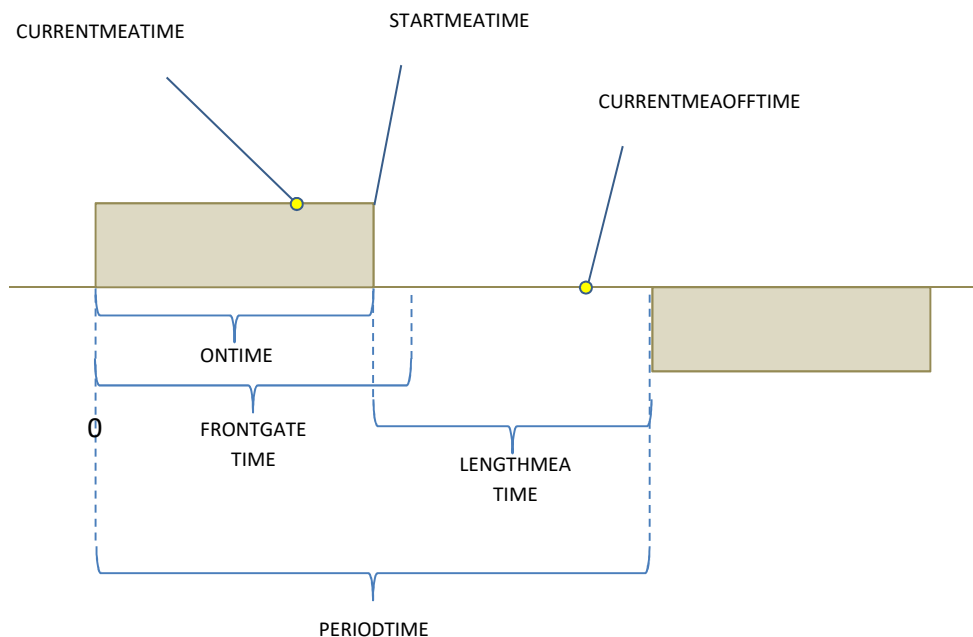 STARTMEATIME
CURRENTMEATIME
CURRENTMEAOFFTIME
ONTIME
0
FRONTGATE
TIME
LENGTHMEA
TIME
PERIODTIME